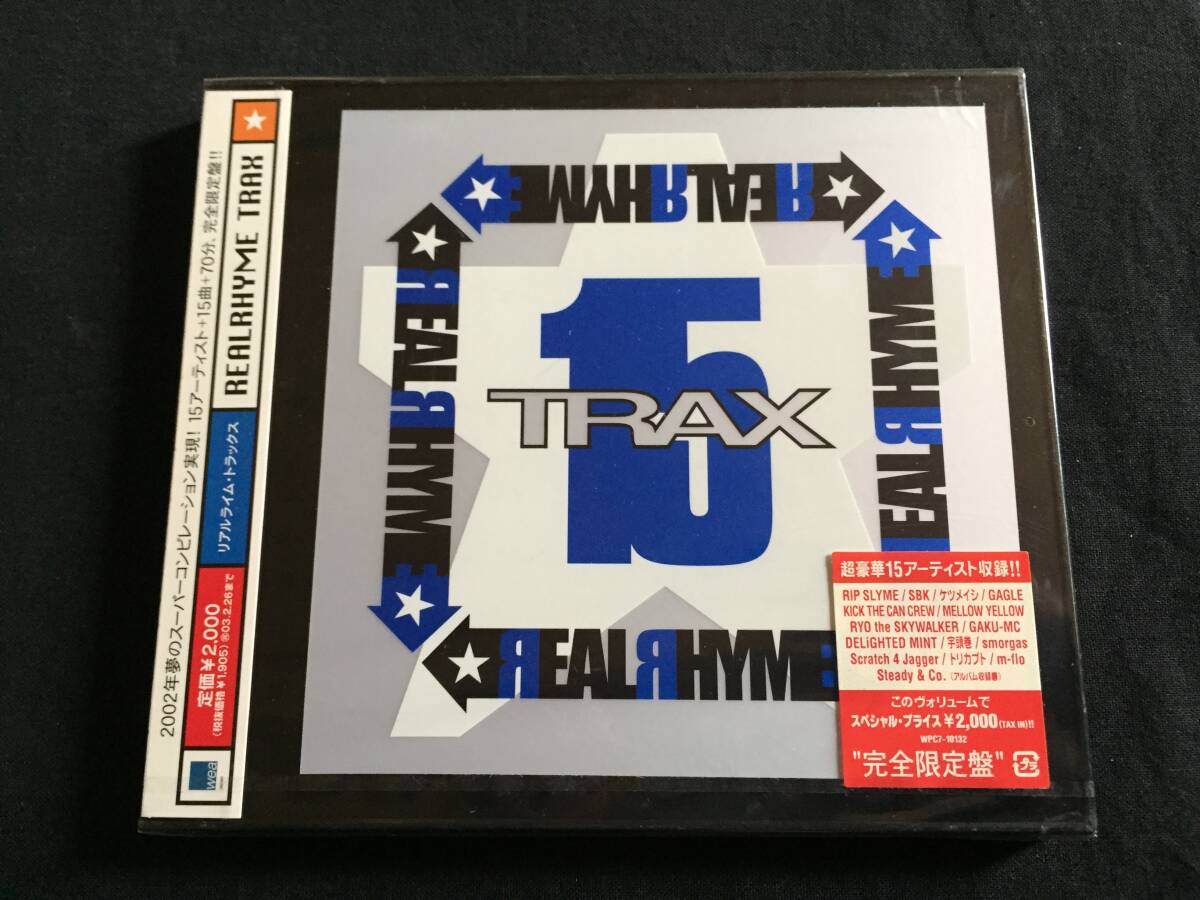 2002年夢のスーパーコンピレーション実現! 15アーティスト+15曲+70分、完全限定盤!!
REALRHYME TRAX
リアルライム・トラックス
定価¥2,000
(税抜価格¥1,905) 03.2.26まで
wea
REALRHYME
REALRHYME
EALRHYME
REALRHYME
15
TRAX
超豪華15アーティスト収録!!
RIP SLYME / SBK / ケツメイシ / GAGLE
KICK THE CAN CREW / MELLOW YELLOW
RYO the SKYWALKER / GAKU-MC
DELiGHTED MINT / 宇頭巻 / smorgas
Scratch 4 Jagger / トリカブト / m-flo
Steady & Co.
このヴォリュームで
スペシャル・プライス¥2,000(TAX IN)!!
WPC7-10132
"完全限定盤"